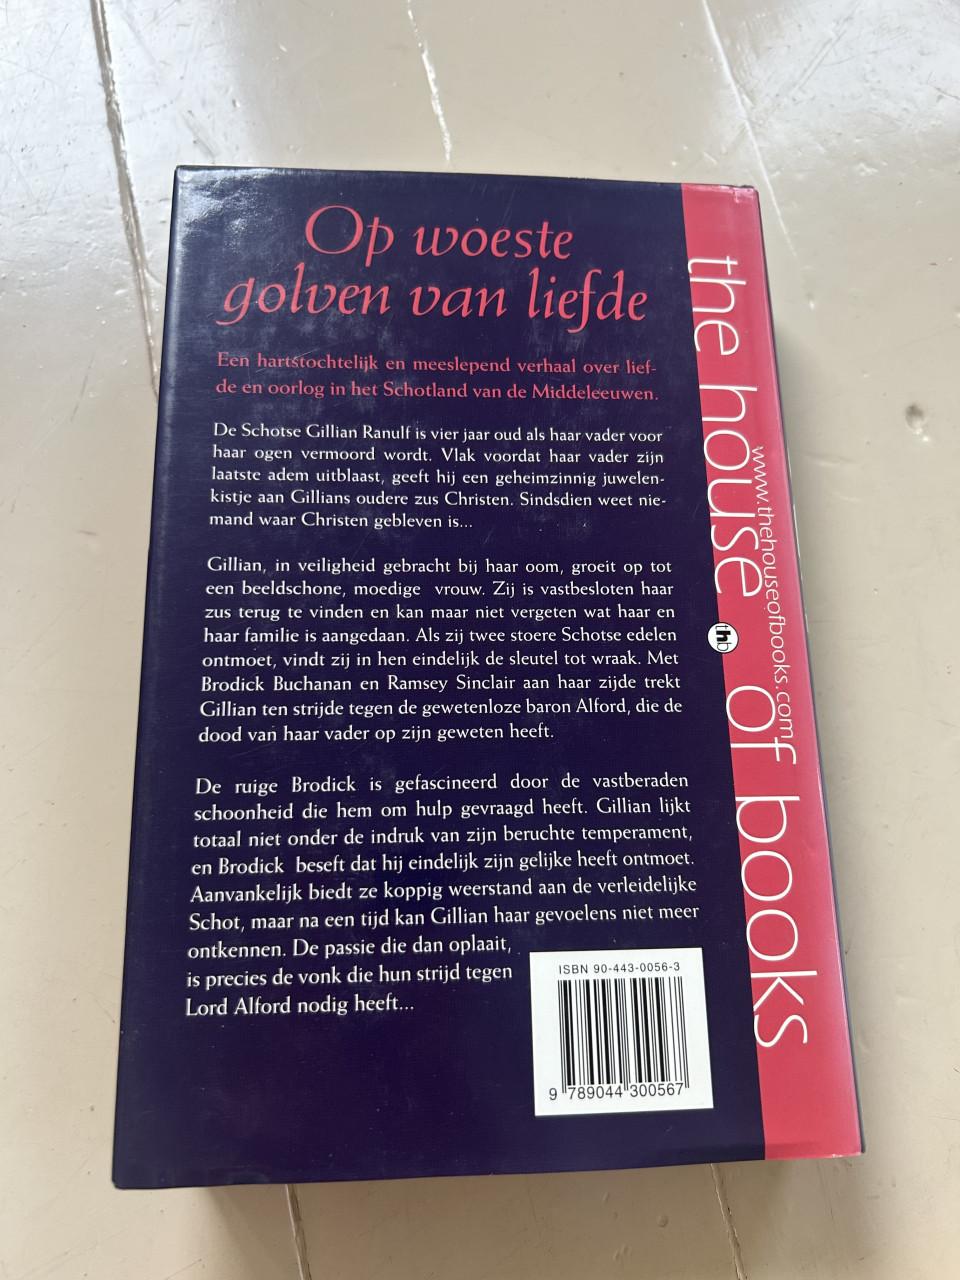 Op woeste
golven van liefde
Een hartstochtelijk en meeslepend verhaal over lief-
de en oorlog in het Schotland van de Middeleeuwen.
De Schotse Gillian Ranulf is vier jaar oud als haar vader voor
haar ogen vermoord wordt. Vlak voordat haar vader zijn
laatste adem uitblaast, geeft hij een geheimzinnig juwelen-
kistje aan Gillians oudere zus Christen. Sindsdien weet nie-
mand waar Christen gebleven is...
Gillian, in veiligheid gebracht bij haar oom, groeit op tot
een beeldschone, moedige vrouw. Zij is vastbesloten haar
zus terug te vinden en kan maar niet vergeten wat haar en
haar familie is aangedaan. Als zij twee stoere Schotse edelen
ontmoet, vindt zij in hen eindelijk de sleutel tot wraak. Met
Brodick Buchanan en Ramsey Sinclair aan haar zijde trekt
Gillian ten strijde tegen de gewetenloze baron Alford, die de
dood van haar vader op zijn geweten heeft.
De ruige Brodick is gefascineerd door de vastberaden
schoonheid die hem om hulp gevraagd heeft. Gillian lijkt
totaal niet onder de indruk van zijn beruchte temperament,
en Brodick beseft dat hij eindelijk zijn gelijke heeft ontmoet.
Aanvankelijk biedt ze koppig weerstand aan de verleidelijke
Schot, maar na een tijd kan Gillian haar gevoelens niet meer
ontkennen. De passie die dan oplaait,
is precies de vonk die hun strijd tegen
Lord Alford nodig heeft...
ISBN 90-443-0056-3
9 789044 300567
the house of books
thb
www.thehouseofbooks.com